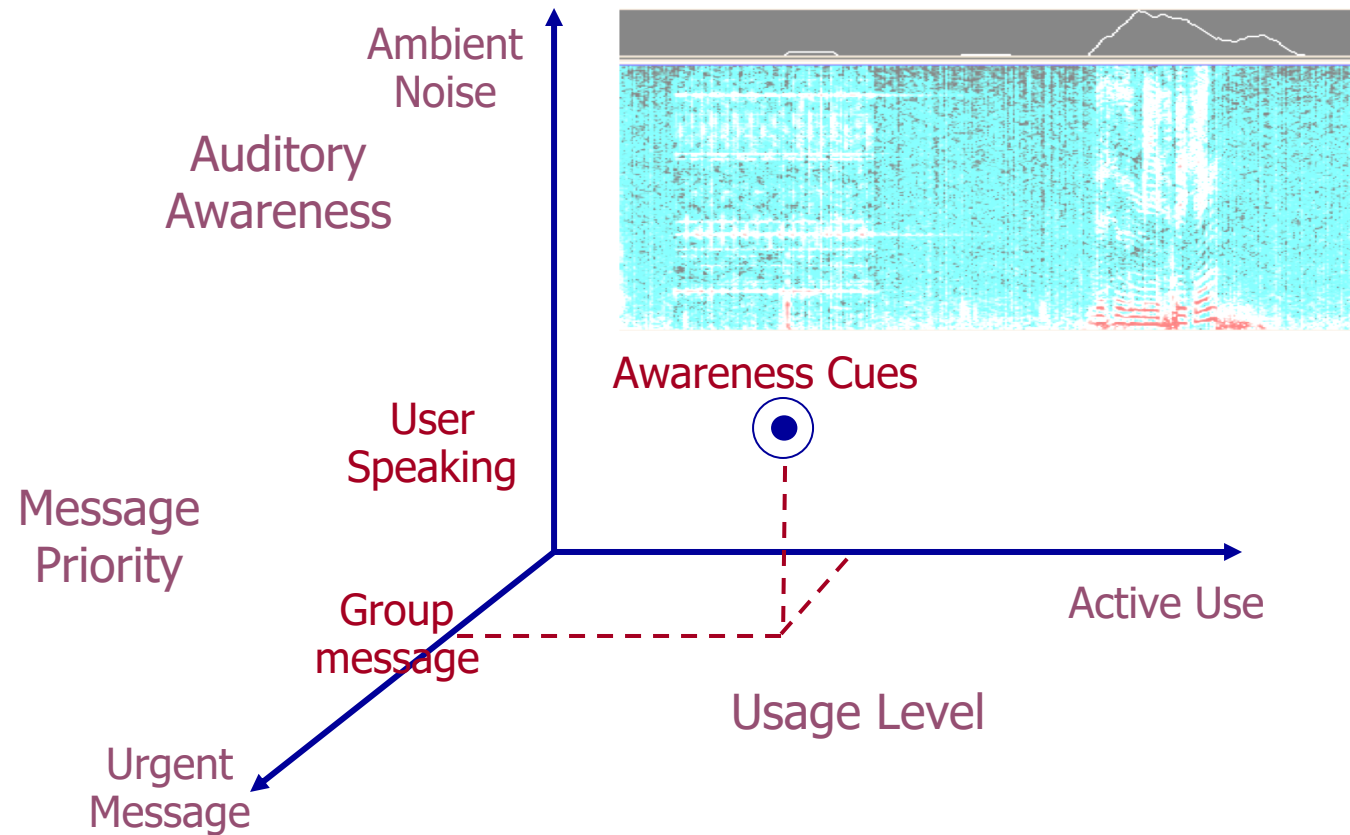 Ambient
Noise
Auditory
Awareness
Awareness Cues
User
Speaking
Message
Priority
Group
message
Active Use
Usage Level
Urgent
Message